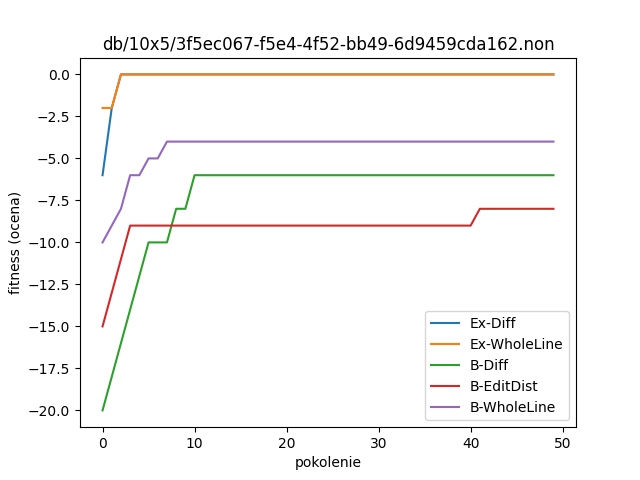 db/10x5/3f5ec067-f5e4-4f52-bb49-6d9459cda162.non
fitness (ocena)
0.0
−2.5
−5.0
−7.5
−10.0
−12.5
−15.0
−17.5
−20.0
Ex-Diff
Ex-WholeLine
B-Diff
B-EditDist
B-WholeLine
0 10 20 30 40 50
pokolenie